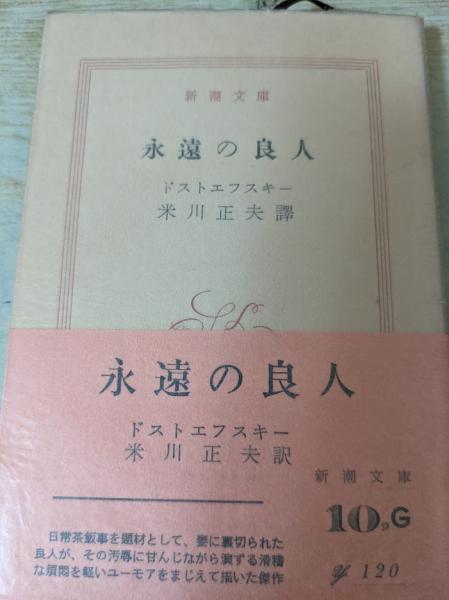 新潮文庫
永遠の良人
ドストエフスキー
米川正夫譯
永遠の良人
ドストエフスキー
米川正夫訳
新潮文庫
10 G
¥ 120
日常茶飯事を題材として、妻に裏切られた
良人が、その汚辱に甘んじながら演ずる滑稽
な煩悶を軽いユーモアをまじえて描いた傑作